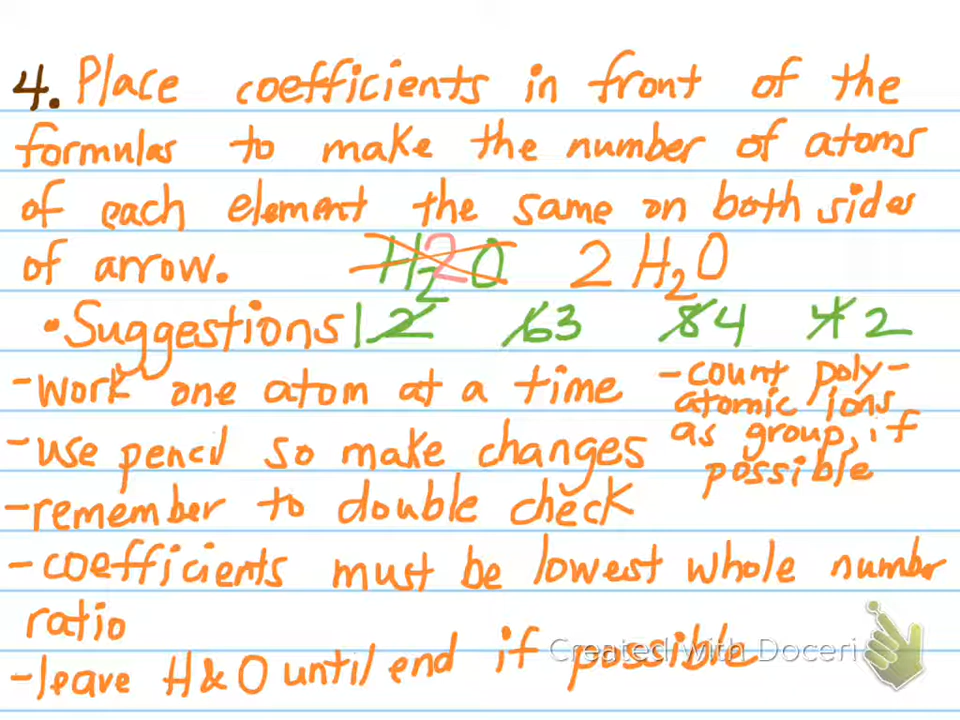 4. Place coefficients in front of the
formulas to make the number of atoms
of each element the same on both sides
of arrow. H₂2O 2 H₂O
• Suggestions 12 63 84 42
- work one atom at a time
- use pencil so make changes
- count poly-
atomic ions
as group, if
possible
- remember to double check
- coefficients must be lowest whole number
ratio
- leave H & O until end if possible
Created with Doceri